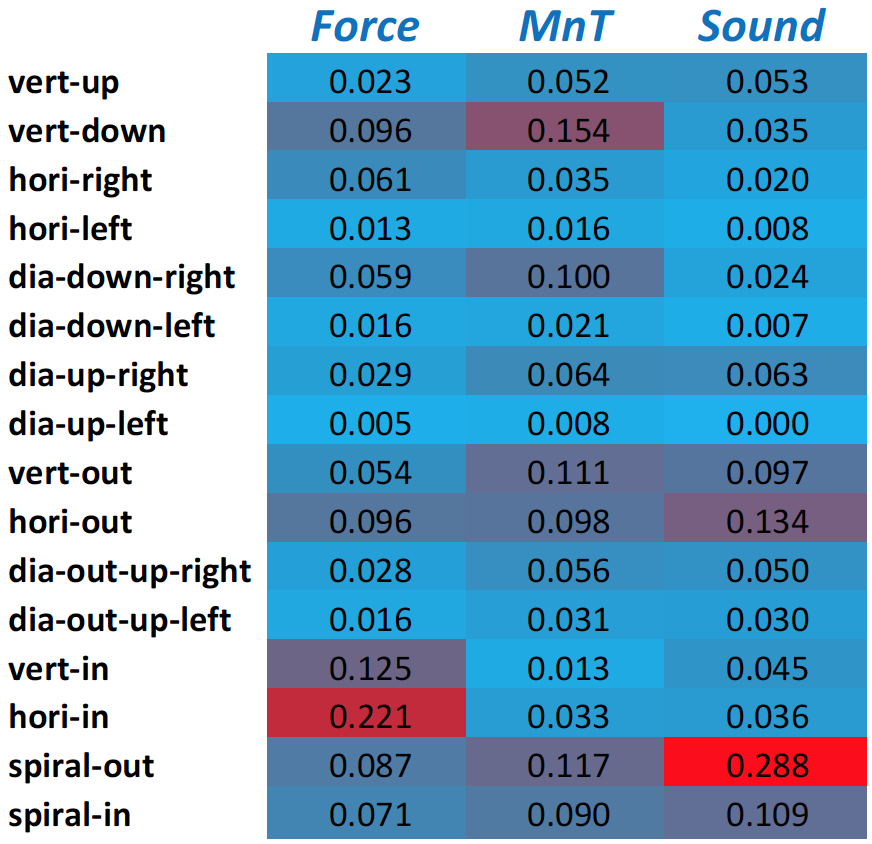 Force MnT Sound
vert-up 0.023 0.052 0.053
vert-down 0.096 0.154 0.035
hori-right 0.061 0.035 0.020
hori-left 0.013 0.016 0.008
dia-down-right 0.059 0.100 0.024
dia-down-left 0.016 0.021 0.007
dia-up-right 0.029 0.064 0.063
dia-up-left 0.005 0.008 0.000
vert-out 0.054 0.111 0.097
hori-out 0.096 0.098 0.134
dia-out-up-right 0.028 0.056 0.050
dia-out-up-left 0.016 0.031 0.030
vert-in 0.125 0.013 0.045
hori-in 0.221 0.033 0.036
spiral-out 0.087 0.117 0.288
spiral-in 0.071 0.090 0.109